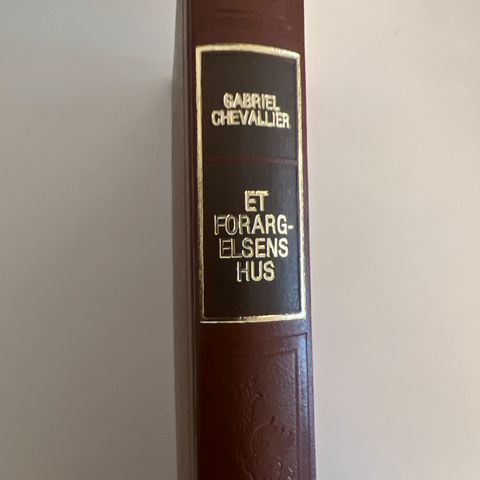 GABRIEL
CHEVALLIER
ET
FORARG-
ELSENS
HUS